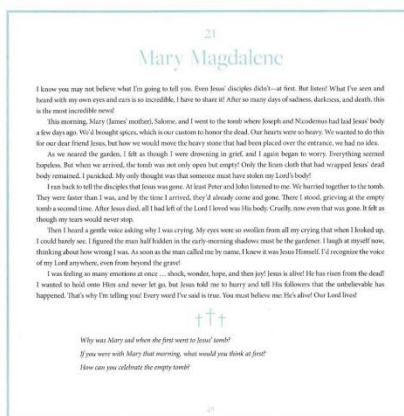 21
Mary Magdalene
I know you may not believe what I'm going to tell you. Even Jesus' disciples didn't—at first. But listen! What I've seen and
heard with my own eyes and ears is so incredible, I have to share it! After so many days of sadness, darkness, and death, this
is the most incredible news!
This morning, Mary (James' mother), Salome, and I went to the tomb where Joseph and Nicodemus had laid Jesus' body
a few days ago. We'd brought spices, which is our custom to honor the dead. Our hearts were so heavy. We wanted to do this
for our dear friend Jesus, but how we would move the heavy stone that had been placed over the entrance, we had no idea.
As we neared the garden, I felt as though I were drowning in grief, and I again began to worry. Everything seemed
hopeless. But when we arrived, the tomb was not only open but empty! Only the linen cloth that had wrapped Jesus' dead
body remained. I panicked. My only thought was that someone must have stolen my Lord's body!
I ran back to tell the disciples that Jesus was gone. At least Peter and John listened to me. We hurried together to the tomb.
They were faster than I was, and by the time I arrived, they'd already come and gone. There I stood, grieving at the empty
tomb a second time. After Jesus died, all I had left of the Lord I loved was His body. Cruelly, now even that was gone. It felt as
though my tears would never stop.
Then I heard a gentle voice asking why I was crying. My eyes were so swollen from all my crying that when I looked up,
I could barely see. I figured the man half hidden in the early-morning shadows must be the gardener. I laugh at myself now,
thinking about how wrong I was. As soon as the man called me by name, I knew it was Jesus Himself. I'd recognize the voice
of my Lord anywhere, even from beyond the grave!
I was feeling so many emotions at once ... shock, wonder, hope, and then joy! Jesus is alive! He has risen from the dead!
I wanted to hold onto Him and never let go, but Jesus told me to hurry and tell His followers that the unbelievable has
happened. That's why I'm telling you! Every word I've said is true. You must believe me: He's alive! Our Lord lives!
Why was Mary sad when she first went to Jesus' tomb?
If you were with Mary that morning, what would you think at first?
How can you celebrate the empty tomb?